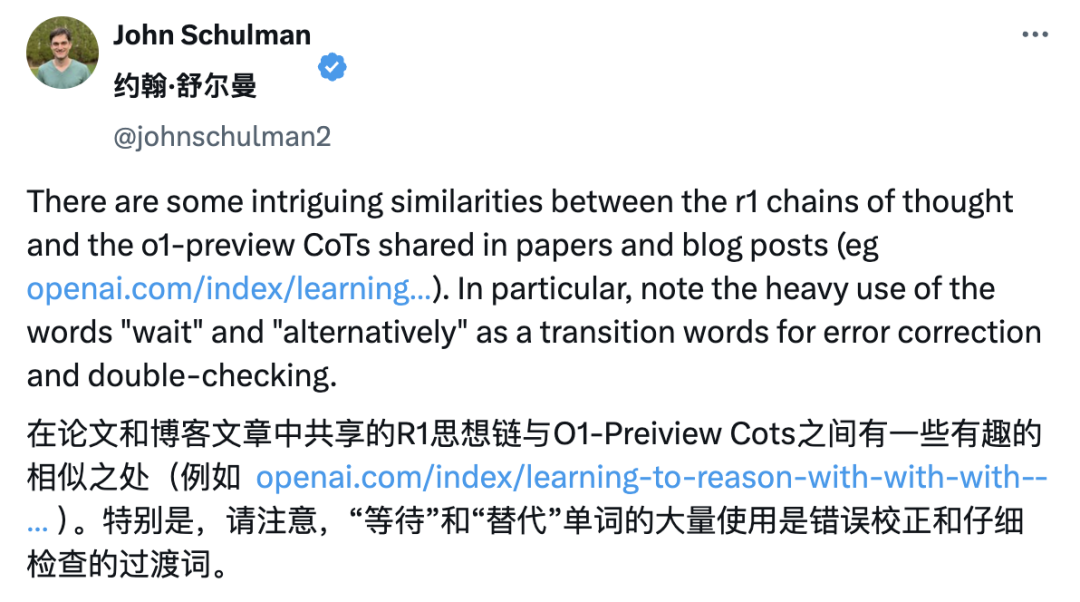 John Schulman
约翰·舒尔曼
@johnschulman2
There are some intriguing similarities between the r1 chains of thought
and the o1-preview CoTs shared in papers and blog posts (eg
openai.com/index/learning...). In particular, note the heavy use of the
words "wait" and "alternatively" as a transition words for error correction
and double-checking.
在论文和博客文章中共享的R1思想链与O1-Preiview Cots之间有一些有趣的
相似之处（例如 openai.com/index/learning-to-reason-with-with-with--
... ）。特别是，请注意，“等待”和“替代”单词的大量使用是错误校正和仔细
检查的过渡词。